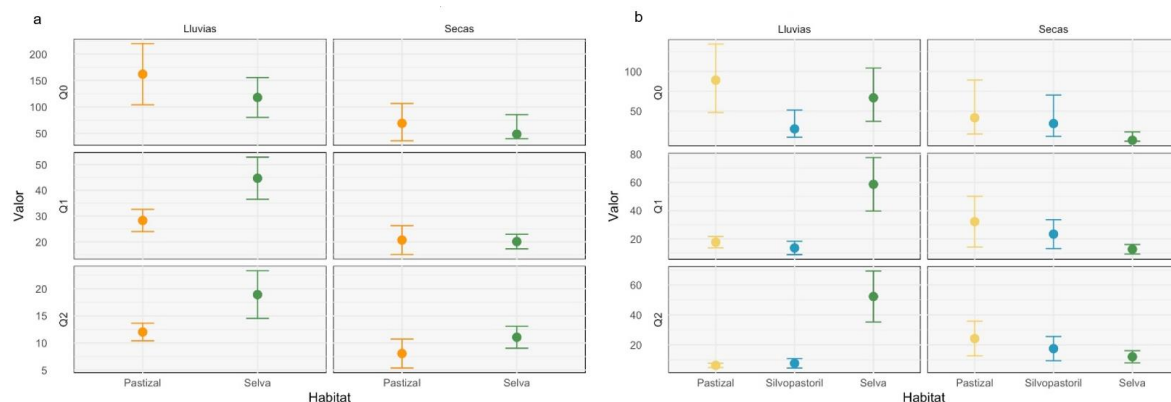 a
Lluvias
Secas
Valor
Q0
200
150
100
50
Q1
50
40
30
20
Q2
20
15
10
5
Pastizal
Selva
Pastizal
Selva
Habitat
b
Lluvias
Secas
Valor
Q0
100
50
Q1
80
60
40
20
Q2
60
40
20
Pastizal
Silvopastoril
Selva
Pastizal
Silvopastoril
Selva
Habitat